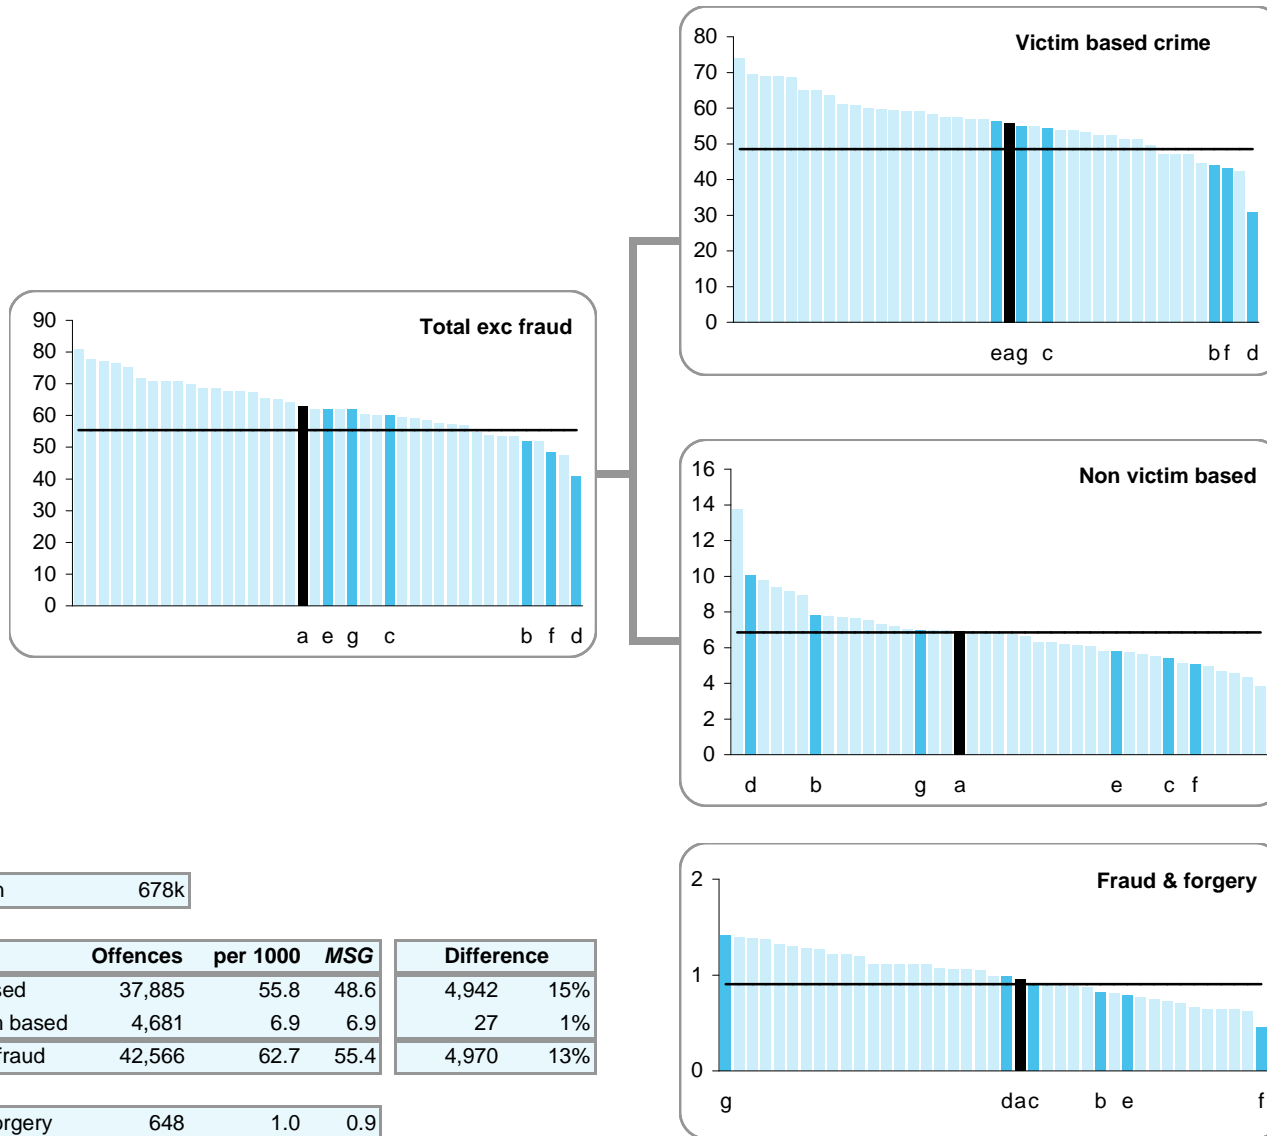 Victim based crime
80
70
60
50
40
30
20
10
0
eag c b f d
Total exc fraud
90
80
70
60
50
40
30
20
10
0
a e g c b f d
Non victim based
16
14
12
10
8
6
4
2
0
d b g a e c f
Fraud & forgery
2
1
0
g dac b e f
n 678k
Offences per 1000 MSG Difference
sed 37,885 55.8 48.6 4,942 15%
n based 4,681 6.9 6.9 27 1%
fraud 42,566 62.7 55.4 4,970 13%
orgery 648 1.0 0.9